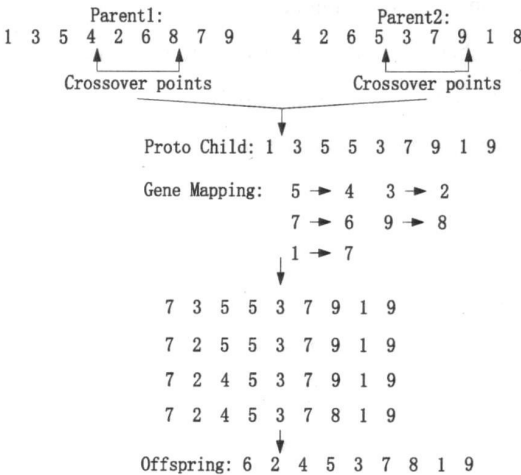 Parent1: Parent2:
1 3 5 4 2 6 8 7 9 4 2 6 5 3 7 9 1 8
Crossover points Crossover points
Proto Child: 1 3 5 5 3 7 9 1 9
Gene Mapping: 5 → 4 3 → 2
7 → 6 9 → 8
1 → 7
7 3 5 5 3 7 9 1 9
7 2 5 5 3 7 9 1 9
7 2 4 5 3 7 9 1 9
7 2 4 5 3 7 8 1 9
Offspring: 6 2 4 5 3 7 8 1 9